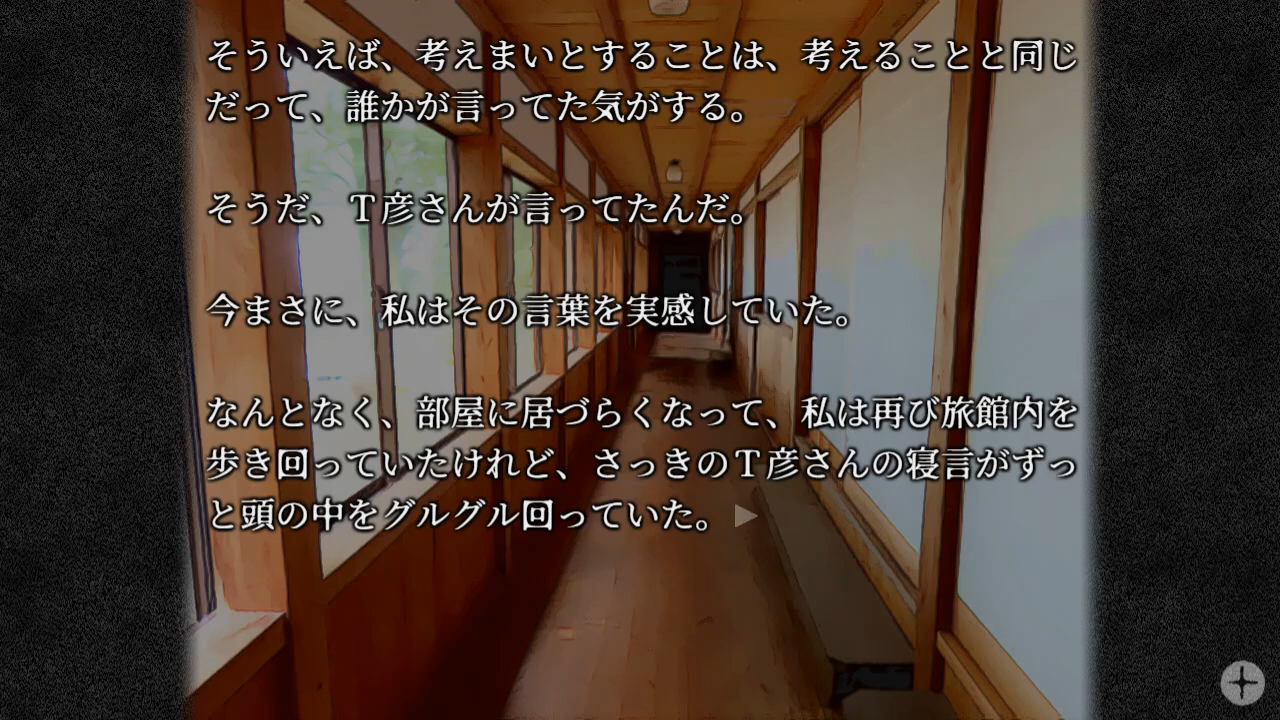 そういえば、考えまいとすることは、考えることと同じ
だって、誰かが言ってた気がする。
そうだ、Ｔ彦さんが言ってたんだ。
今まさに、私はその言葉を実感していた。
なんとなく、部屋に居づらくなって、私は再び旅館内を
歩き回っていたけれど、さっきのＴ彦さんの寝言がずっ
と頭の中をグルグル回っていた。